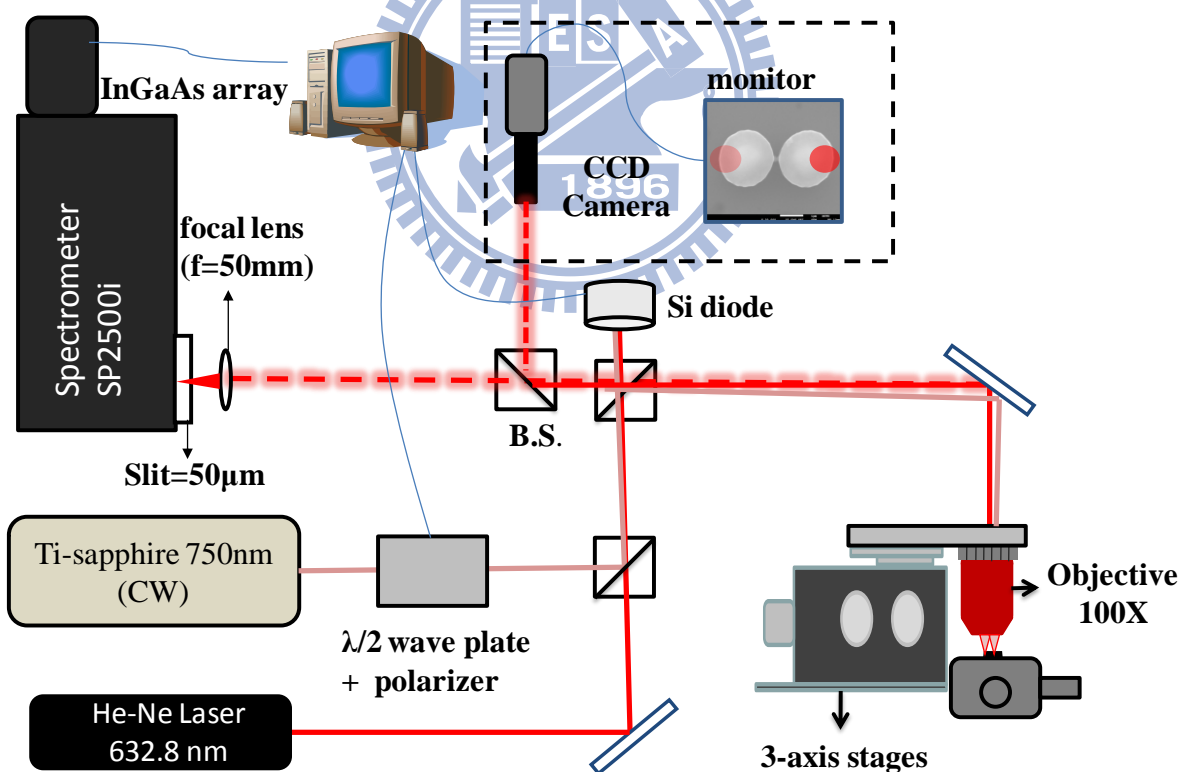 InGaAs array
monitor
CCD
Camera
E S A
1896
Spectrometer
SP2500i
focal lens
(f=50mm)
Si diode
B.S.
Slit=50μm
Ti-sapphire 750nm
(CW)
λ/2 wave plate
+ polarizer
Objective
100X
He-Ne Laser
632.8 nm
3-axis stages